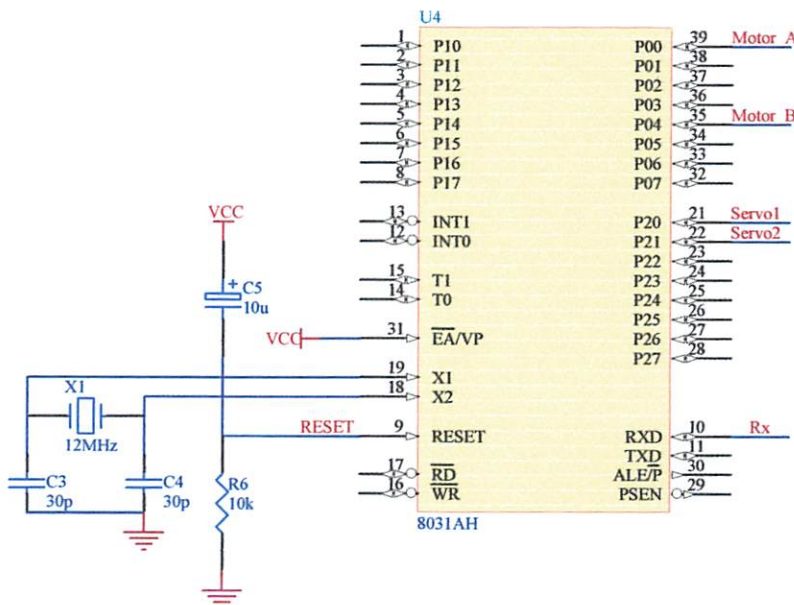 U4
1 P10 P00 39 Motor_A
2 P11 P01 38
3 P12 P02 37
4 P13 P03 36
5 P14 P04 35 Motor_B
6 P15 P05 34
7 P16 P06 33
8 P17 P07 32
13 INT1 P20 21 Servo1
12 INT0 P21 22 Servo2
P22 23
15 T1 P23 24
14 T0 P24 25
P25 26
VCC 31 EA/VP P26 27
P27 28
19 X1
18 X2
RESET 9 RESET RXD 10 Rx
TXD 11
17 RD ALE/P 30
16 WR PSEN 29
8031AH
VCC
+ C5
10u
X1
12MHz
C3
30p
C4
30p
R6
10k